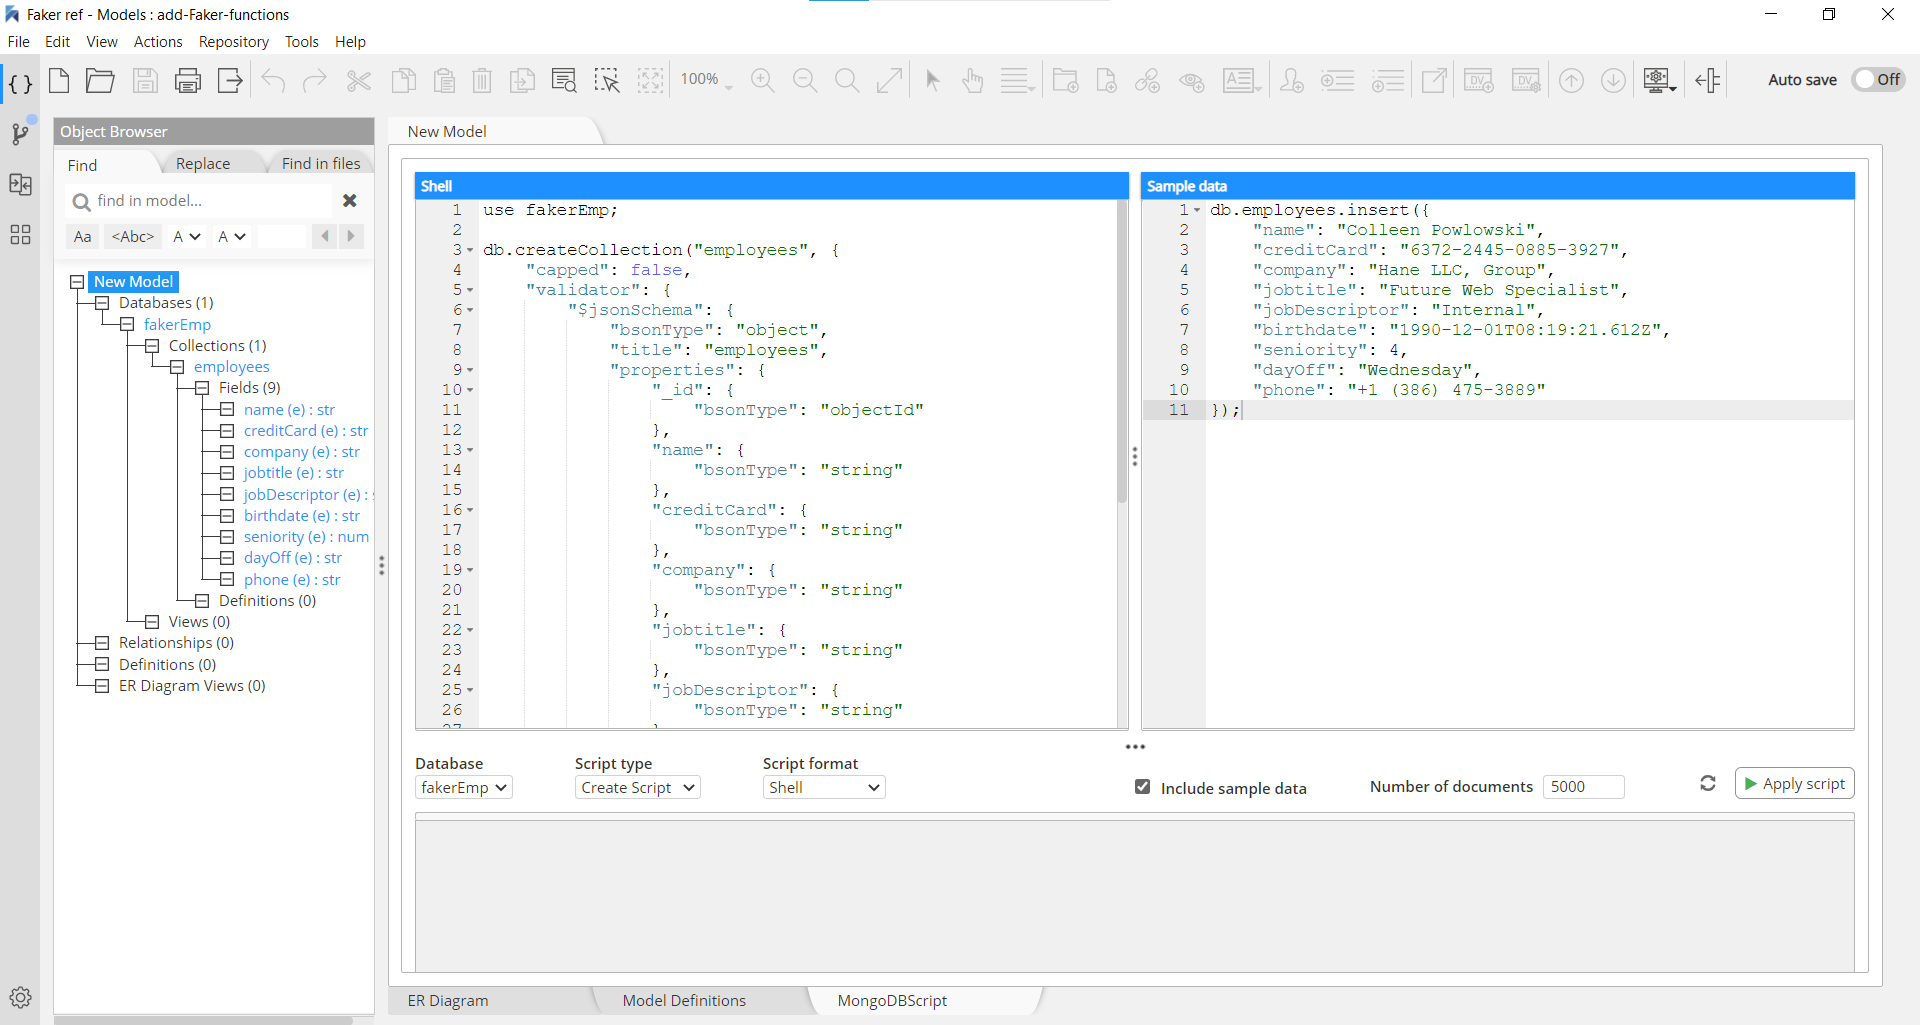 Faker ref - Models : add-Faker-functions
File Edit View Actions Repository Tools Help
100%
DV
DV
Auto save Off
Object Browser
Find Replace Find in files
find in model...
Aa <Abc> A A
New Model
Databases (1)
fakerEmp
Collections (1)
employees
Fields (9)
name (e) : str
creditCard (e) : str
company (e) : str
jobtitle (e) : str
jobDescriptor (e) :
birthdate (e) : str
seniority (e) : num
dayOff (e) : str
phone (e) : str
Definitions (0)
Views (0)
Relationships (0)
Definitions (0)
ER Diagram Views (0)
New Model
Shell
1 use fakerEmp;
2
3 db.createCollection("employees", {
4 "capped": false,
5 "validator": {
6 "$jsonSchema": {
7 "bsonType": "object",
8 "title": "employees",
9 "properties": {
10 "_id": {
11 "bsonType": "objectId"
12 },
13 "name": {
14 "bsonType": "string"
15 },
16 "creditCard": {
17 "bsonType": "string"
18 },
19 "company": {
20 "bsonType": "string"
21 },
22 "jobtitle": {
23 "bsonType": "string"
24 },
25 "jobDescriptor": {
26 "bsonType": "string"
Sample data
1 db.employees.insert({
2 "name": "Colleen Powlowski",
3 "creditCard": "6372-2445-0885-3927",
4 "company": "Hane LLC, Group",
5 "jobtitle": "Future Web Specialist",
6 "jobDescriptor": "Internal",
7 "birthdate": "1990-12-01T08:19:21.612Z",
8 "seniority": 4,
9 "dayOff": "Wednesday",
10 "phone": "+1 (386) 475-3889"
11 });
Database Script type Script format
fakerEmp Create Script Shell
Include sample data Number of documents 5000 Apply script
ER Diagram Model Definitions MongoDBScript